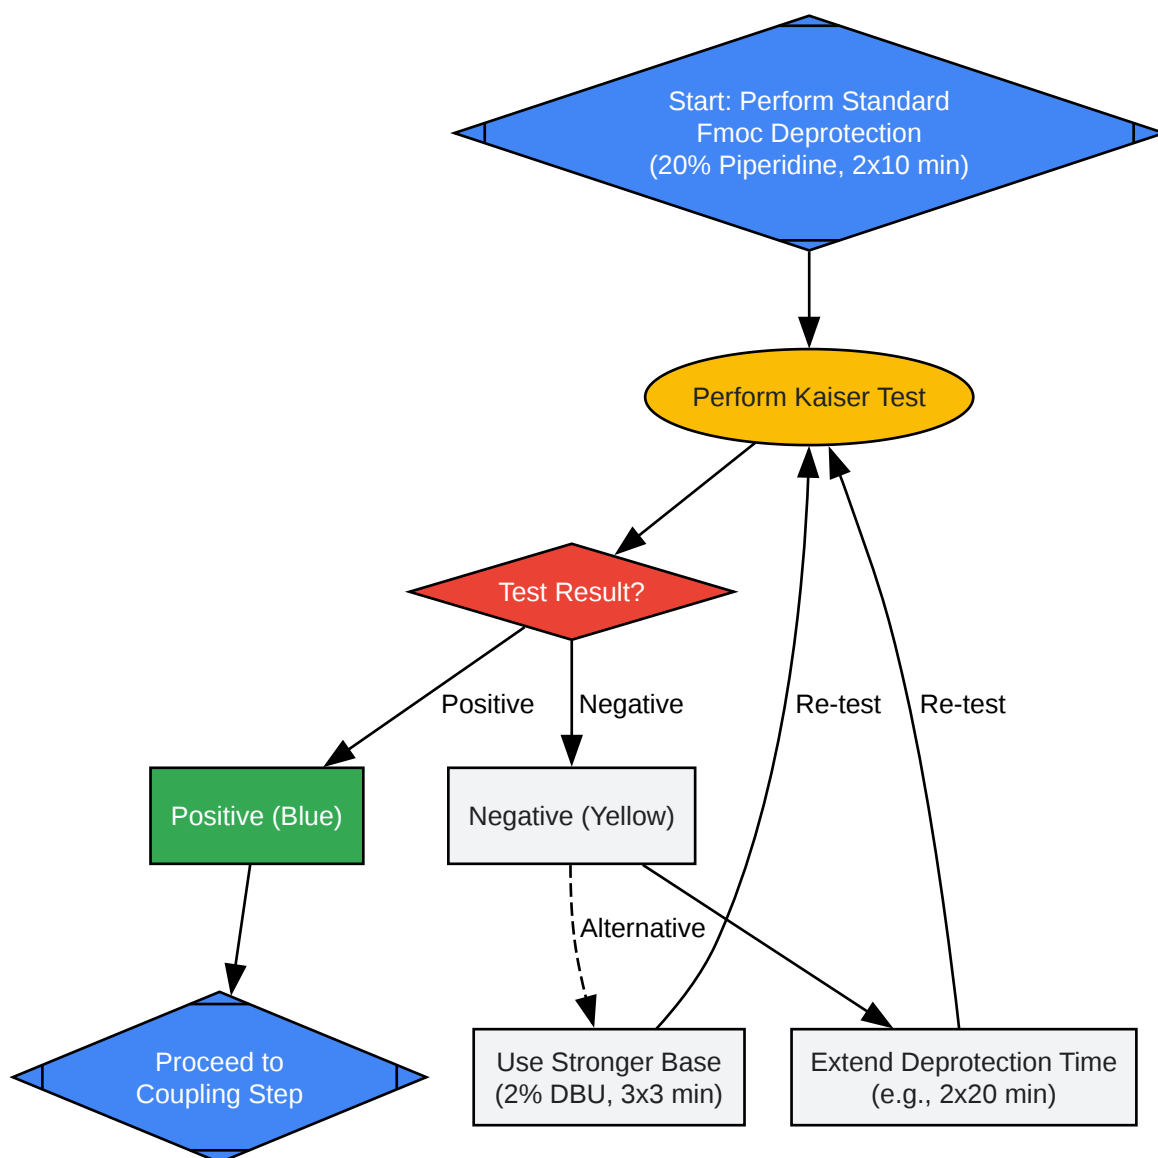 Start: Perform Standard
Fmoc Deprotection
(20% Piperidine, 2x10 min)
Perform Kaiser Test
Test Result?
Positive
Negative
Re-test
Re-test
Positive (Blue)
Negative (Yellow)
Alternative
Proceed to
Coupling Step
Use Stronger Base
(2% DBU, 3x3 min)
Extend Deprotection Time
(e.g., 2x20 min)